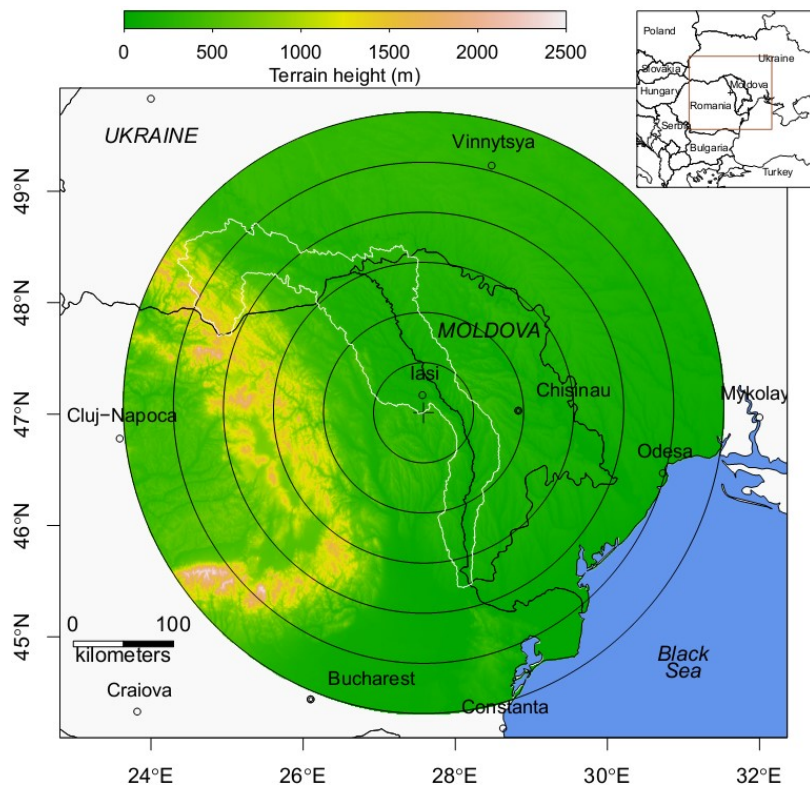 0 500 1000 1500 2000 2500
Terrain height (m)
Poland
Ukraine
Slovakia
Hungary
Moldova
Romania
Serbia
Bulgaria
Turkey
UKRAINE
Vinnytsya
49°N
48°N
MOLDOVA
Iasi
Chisinau
Mykolay
47°N
Cluj-Napoca
Odesa
46°N
45°N
0 100
kilometers
Black
Sea
Bucharest
Craiova
Constanta
24°E 26°E 28°E 30°E 32°E